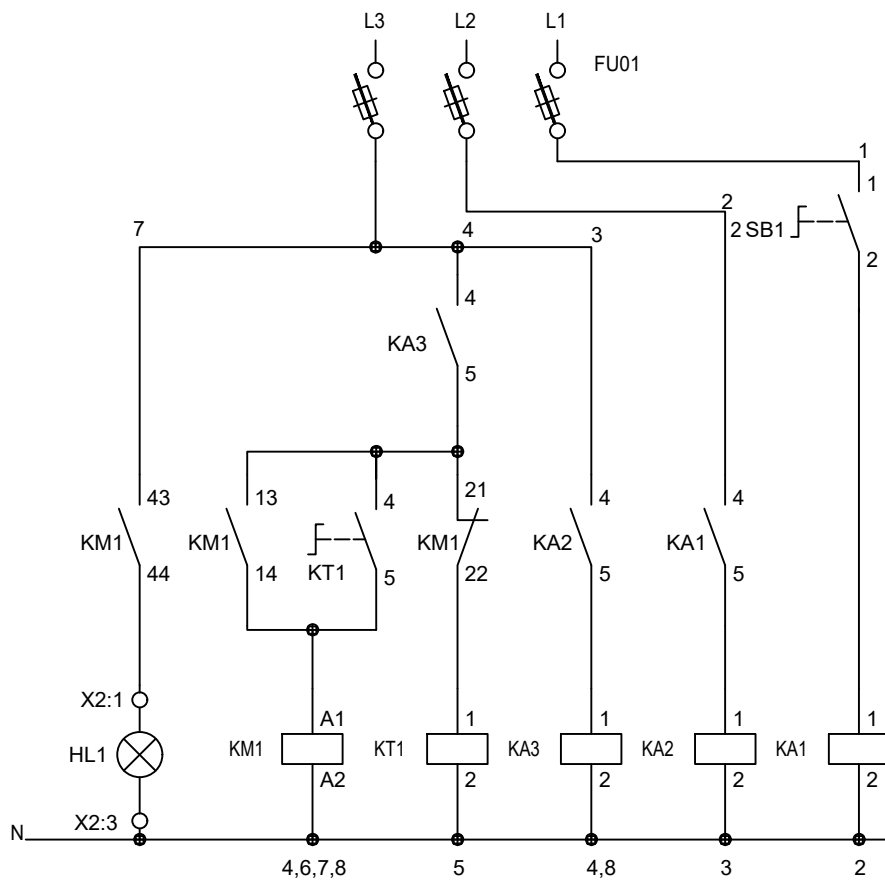 L3 L2 L1
FU01
1
1
2
7 4 3 2 SB1
2
4
KA3
5
43 13 4 21 4 4
KM1 KM1 KT1 KM1 KA2 KA1
44 14 5 22 5 5
X2:1
A1 1 1 1 1
HL1 KM1 KT1 KA3 KA2 KA1
A2 2 2 2 2
X2:3
N
4,6,7,8 5 4,8 3 2